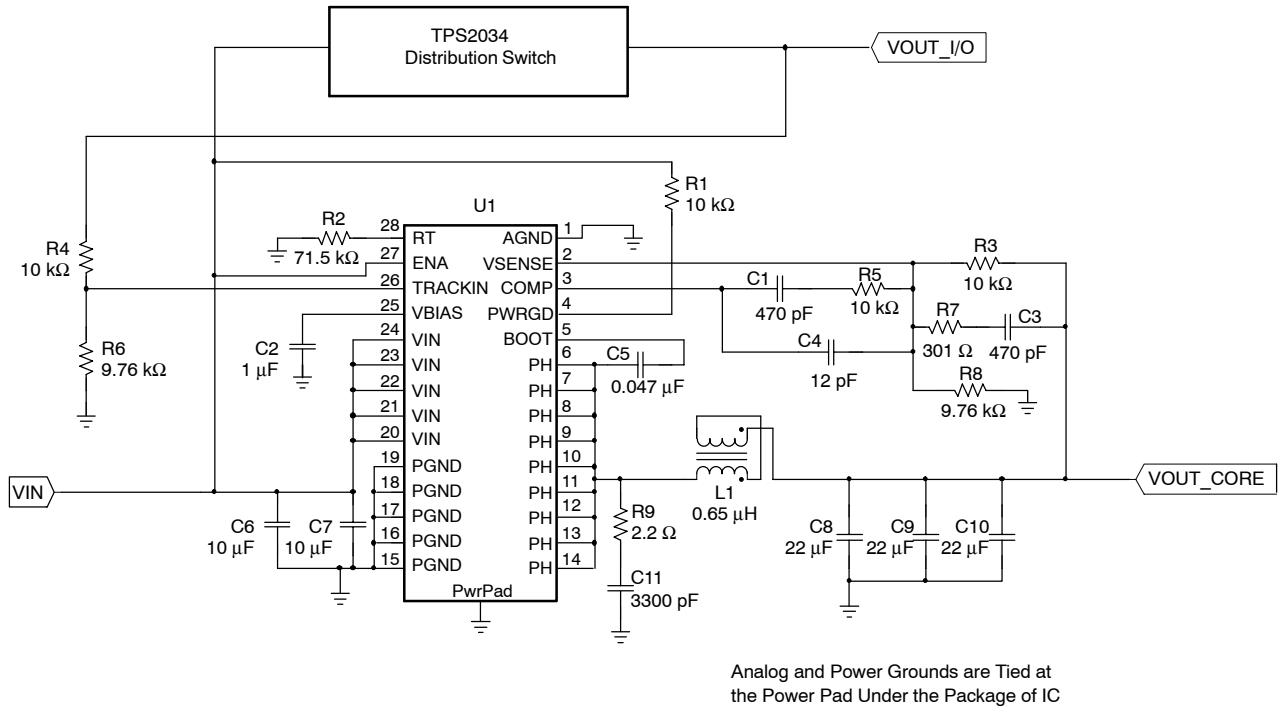 TPS2034
Distribution Switch
VOUT_I/O
R1
10 kΩ
U1
R2
71.5 kΩ
R4
10 kΩ
R6
9.76 kΩ
C2
1 μF
28
RT
27
ENA
26
TRACKIN
25
VBIAS
24
VIN
23
VIN
22
VIN
21
VIN
20
VIN
19
PGND
18
PGND
17
PGND
16
PGND
15
PGND
PwrPad
AGND
1
VSENSE
2
COMP
3
PWRGD
4
BOOT
5
PH
6
PH
7
PH
8
PH
9
PH
10
PH
11
PH
12
PH
13
PH
14
C5
0.047 μF
C1
470 pF
R5
10 kΩ
C4
12 pF
R3
10 kΩ
R7
301 Ω
C3
470 pF
R8
9.76 kΩ
VIN
C6
10 μF
C7
10 μF
R9
2.2 Ω
C11
3300 pF
L1
0.65 μH
C8
22 μF
C9
22 μF
C10
22 μF
VOUT_CORE
Analog and Power Grounds are Tied at
the Power Pad Under the Package of IC